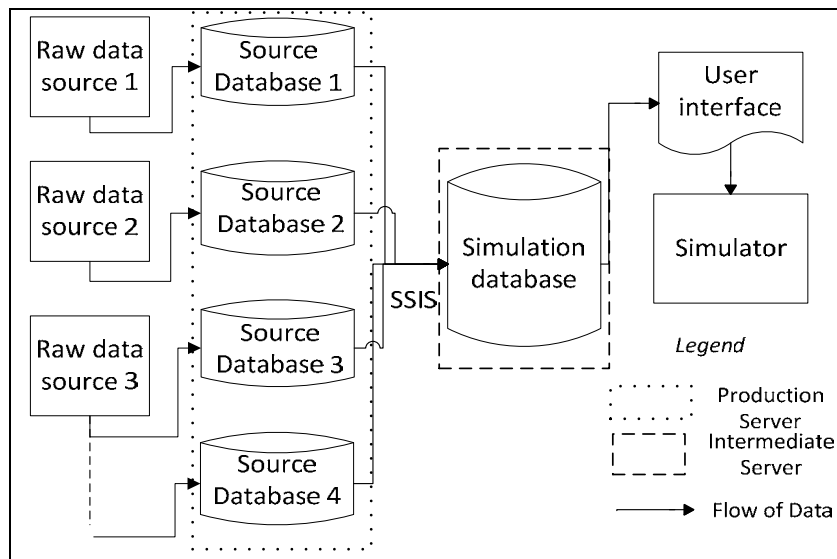 Raw data
source 1
Source
Database 1
Raw data
source 2
Source
Database 2
Raw data
source 3
Source
Database 3
Source
Database 4
SSIS
Simulation
database
User
interface
Simulator
Legend
Production
Server
Intermediate
Server
Flow of Data